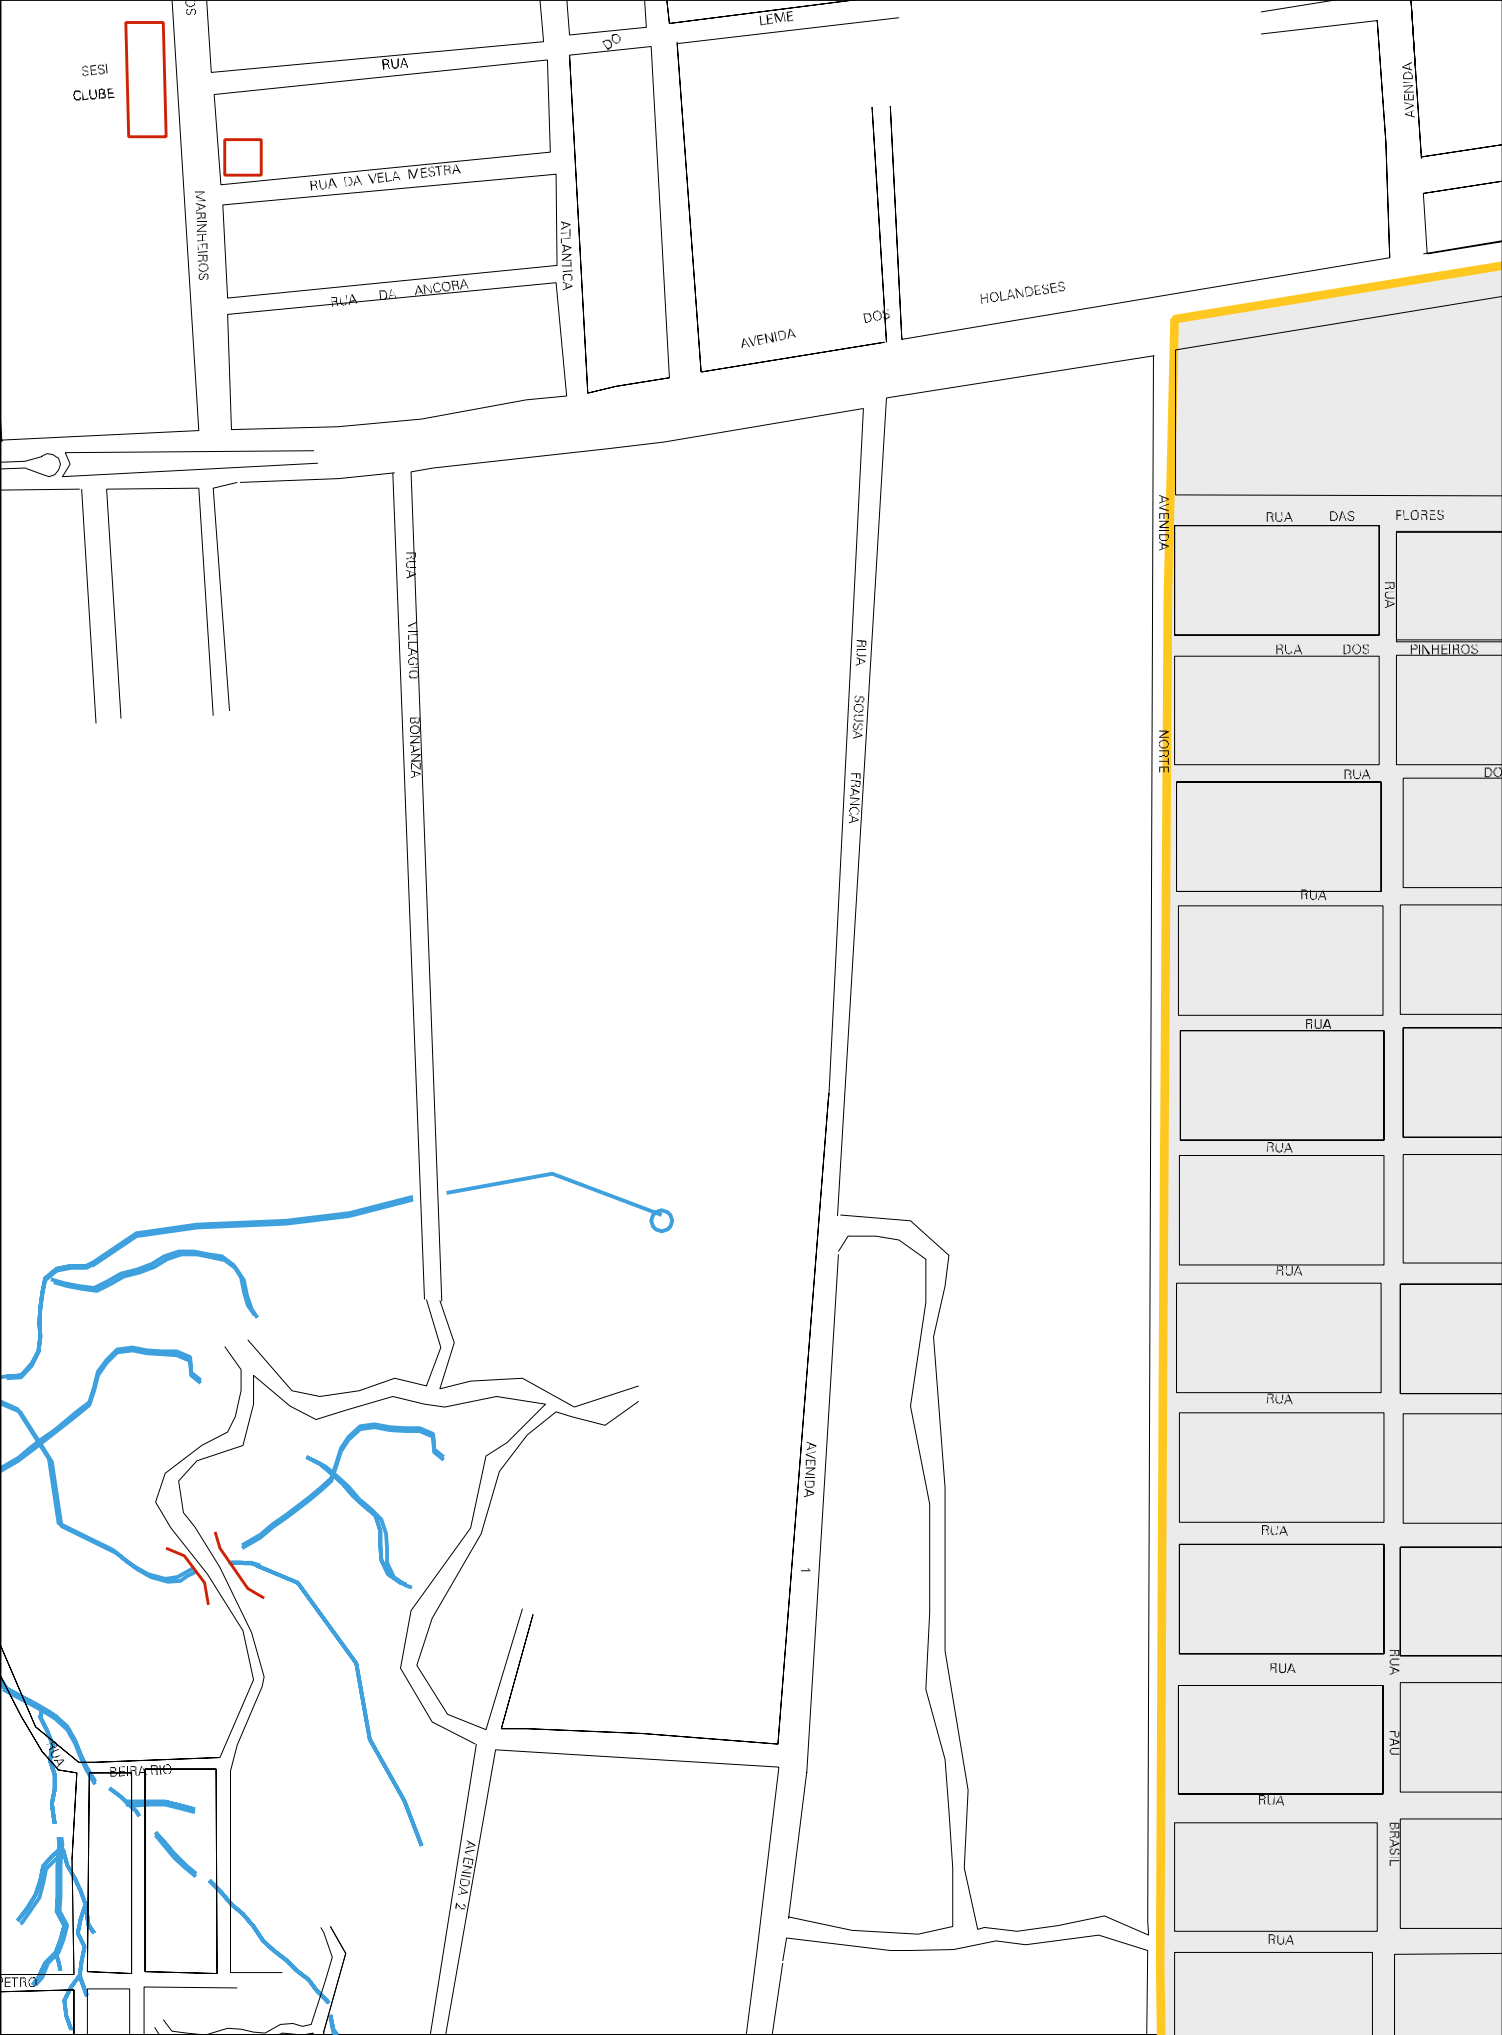 OS
LEME
DO
RUA
SESI
CLUBE
AVENIDA
RUA DA VELA MESTRA
MARINHEIROS
ATLANTICA
RUA DA ANCORA
HOLANDESES
DOS
AVENIDA
AVENIDA
RUA DAS FLORES
RUA
RUA
VILLAGIO
BONANZA
RUA
SOUSA
FRANCA
RUA DOS PINHEIROS
NORTE
RUA
DO
RUA
RUA
RUA
RUA
RUA
AVENIDA
1
RUA
RUA
RUA
PAU
RUA
BEIRA RIO
RUA
BRASIL
AVENIDA 2
RUA
PETRO